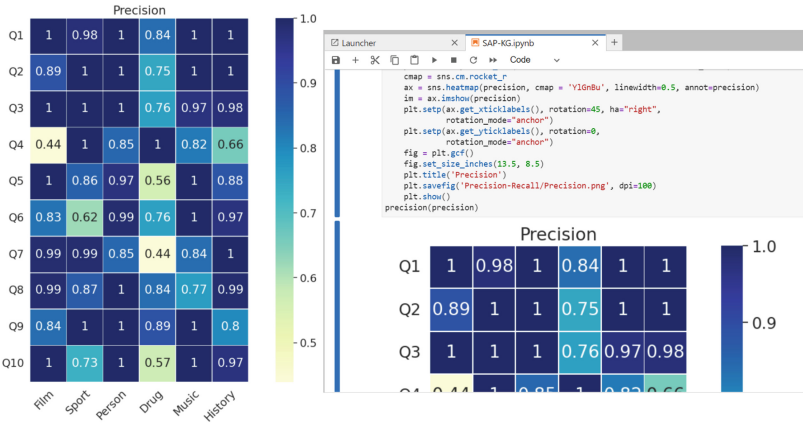 Precision
Q1 1 0.98 1 0.84 1 1
Q2 0.89 1 1 0.75 1 1
Q3 1 1 1 0.76 0.97 0.98
Q4 0.44 1 0.85 1 0.82 0.66
Q5 1 0.86 0.97 0.56 1 0.88
Q6 0.83 0.62 0.99 0.76 1 0.97
Q7 0.99 0.99 0.85 0.44 0.84 1
Q8 0.99 0.87 1 0.84 0.77 0.99
Q9 0.84 1 1 0.89 1 0.8
Q10 1 0.73 1 0.57 1 0.97
Film Sport Person Drug Music History
1.0
0.9
0.8
0.7
0.6
0.5
Launcher
SAP-KG.ipynb
Code
cmap = sns.cm.rocket_r
ax = sns.heatmap(precision, cmap = 'YlGnBu', linewidth=0.5, annot=precision)
im = ax.imshow(precision)
plt.setp(ax.get_xticklabels(), rotation=45, ha="right",
rotation_mode="anchor")
plt.setp(ax.get_yticklabels(), rotation=0,
rotation_mode="anchor")
fig = plt.gcf()
fig.set_size_inches(13.5, 8.5)
plt.title('Precision')
plt.savefig('Precision-Recall/Precision.png', dpi=100)
plt.show()
precision(precision)
Precision
Q1 1 0.98 1 0.84 1 1
Q2 0.89 1 1 0.75 1 1
Q3 1 1 1 0.76 0.97 0.98
Q4 0.44 1 0.85 1 0.82 0.66
1.0
0.9